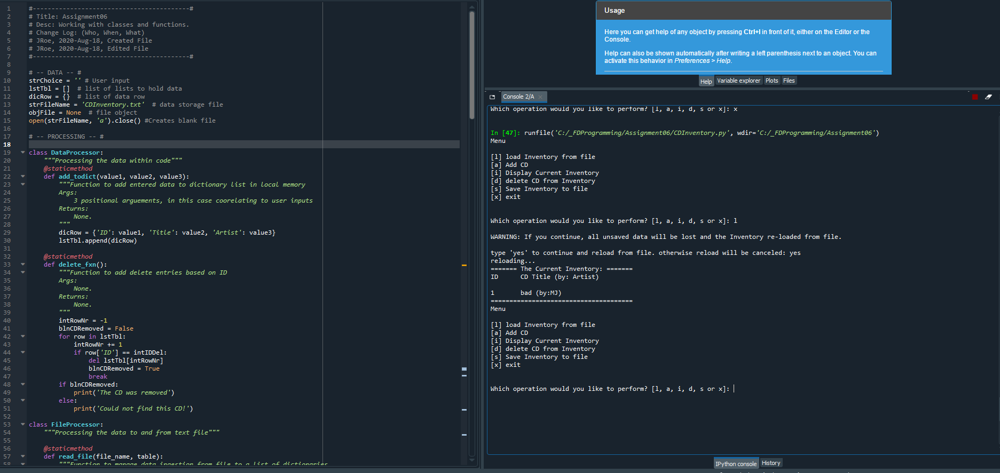 1 #------------------------------------------#
2 # Title: Assignment06
3 # Desc: Working with classes and functions.
4 # Change Log: (Who, When, What)
5 # JRoe, 2020-Aug-18, Created File
6 # JRoe, 2020-Aug-18, Edited File
7 #------------------------------------------#
8
9 # -- DATA -- #
10 strChoice = '' # User input
11 lstTbl = []  # list of lists to hold data
12 dicRow = {}  # list of data row
13 strFileName = 'CDInventory.txt'  # data storage file
14 objFile = None  # file object
15 open(strFileName, 'a').close() #Creates blank file
16
17 # -- PROCESSING -- #
18
19 class DataProcessor:
20     """Processing the data within code"""
21     @staticmethod
22     def add_todict(value1, value2, value3):
23         """Function to add entered data to dictionary list in local memory
24         Args:
25             3 positional arguements, in this case coorelating to user inputs
26         Returns:
27             None.
28         """
29         dicRow = {'ID': value1, 'Title': value2, 'Artist': value3}
30         lstTbl.append(dicRow)
31
32     @staticmethod
33     def delete_fxn():
34         """Function to add delete entries based on ID
35         Args:
36             None.
37         Returns:
38             None.
39         """
40         intRowNr = -1
41         blnCDRemoved = False
42         for row in lstTbl:
43             intRowNr += 1
44             if row['ID'] == intIDDel:
45                 del lstTbl[intRowNr]
46                 blnCDRemoved = True
47                 break
48         if blnCDRemoved:
49             print('The CD was removed')
50         else:
51             print('Could not find this CD!')
52
53 class FileProcessor:
54     """Processing the data to and from text file"""
55
56     @staticmethod
57     def read_file(file_name, table):
58         """Function to manage data ingestion from file to a list of dictionaries
Usage
Here you can get help of any object by pressing Ctrl+I in front of it, either on the Editor or the
Console.
Help can also be shown automatically after writing a left parenthesis next to an object. You can
activate this behavior in Preferences > Help.
Help Variable explorer Plots Files
Console 2/A
Which operation would you like to perform? [l, a, i, d, s or x]: x
In [47]: runfile('C:/_FDProgramming/Assignment06/CDInventory.py', wdir='C:/_FDProgramming/Assignment06')
Menu
[l] load Inventory from file
[a] Add CD
[i] Display Current Inventory
[d] delete CD from Inventory
[s] Save Inventory to file
[x] exit
Which operation would you like to perform? [l, a, i, d, s or x]: l
WARNING: If you continue, all unsaved data will be lost and the Inventory re-loaded from file.
type 'yes' to continue and reload from file. otherwise reload will be canceled: yes
reloading...
======= The Current Inventory: =======
ID      CD Title (by: Artist)
1       bad (by:MJ)
======================================
Menu
[l] load Inventory from file
[a] Add CD
[i] Display Current Inventory
[d] delete CD from Inventory
[s] Save Inventory to file
[x] exit
Which operation would you like to perform? [l, a, i, d, s or x]:
IPython console History